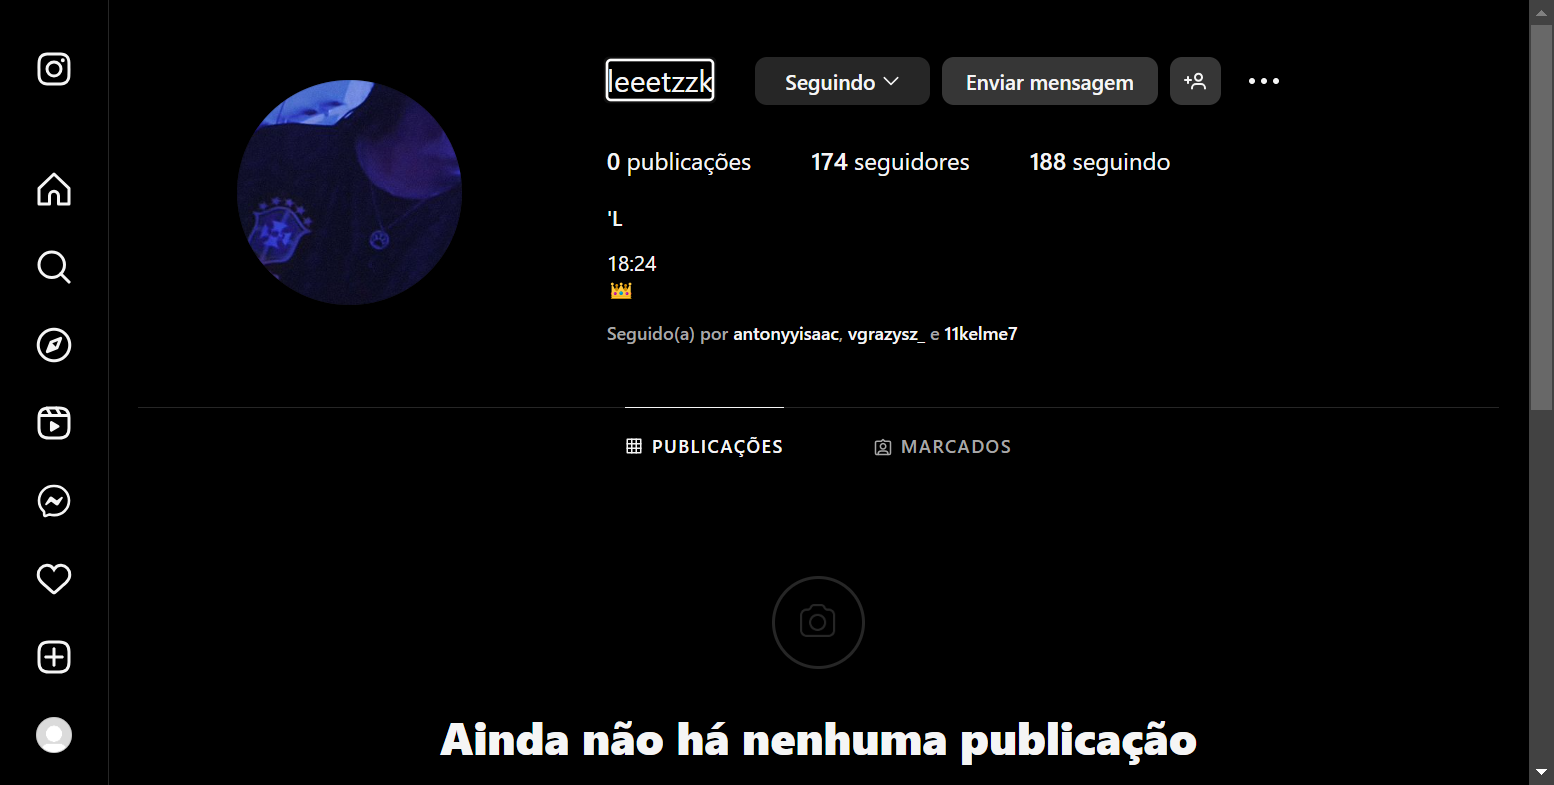 leeetzzk
Seguindo
Enviar mensagem
0 publicações
174 seguidores
188 seguindo
'L
18:24
👑
Seguido(a) por antonyyisaac, vgrazysz_ e 11kelme7
PUBLICAÇÕES
MARCADOS
Ainda não há nenhuma publicação